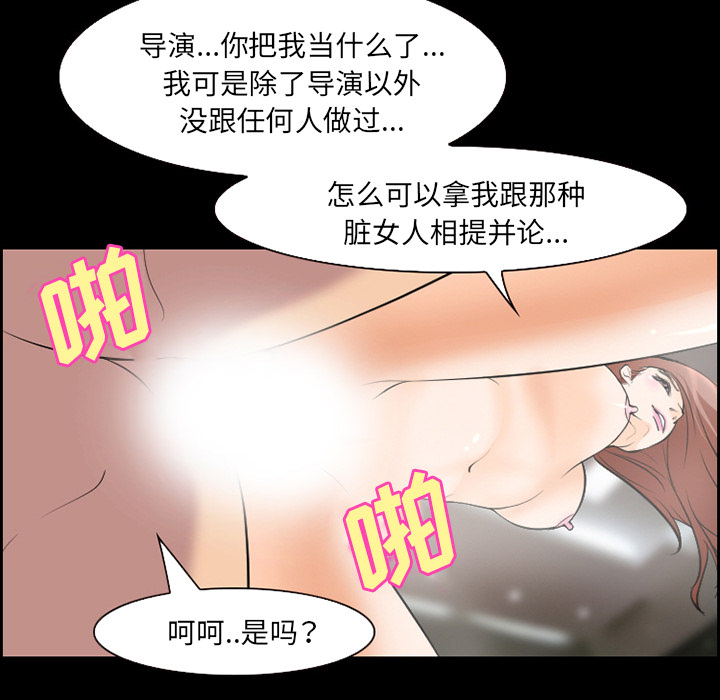 导演...你把我当什么了...
我可是除了导演以外
没跟任何人做过...
怎么可以拿我跟那种
脏女人相提并论...
啪
啪
呵呵..是吗？